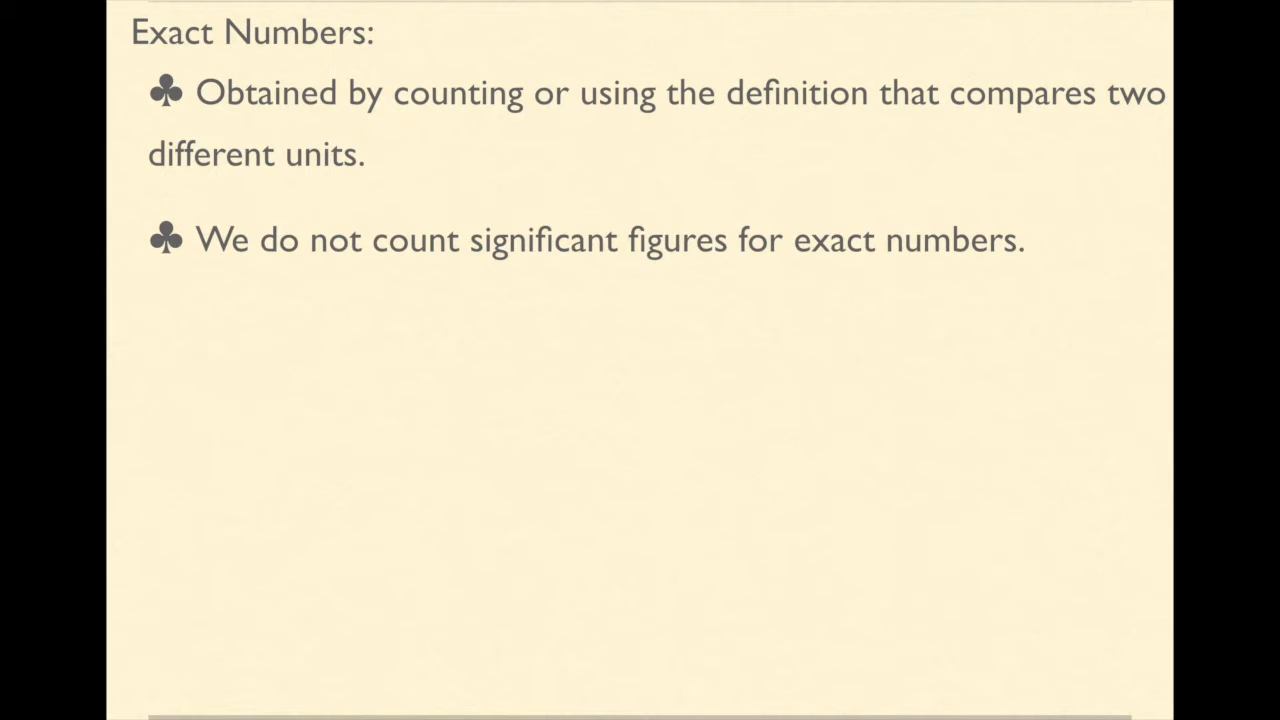 Exact Numbers:
♣ Obtained by counting or using the definition that compares two
different units.
♣ We do not count significant figures for exact numbers.